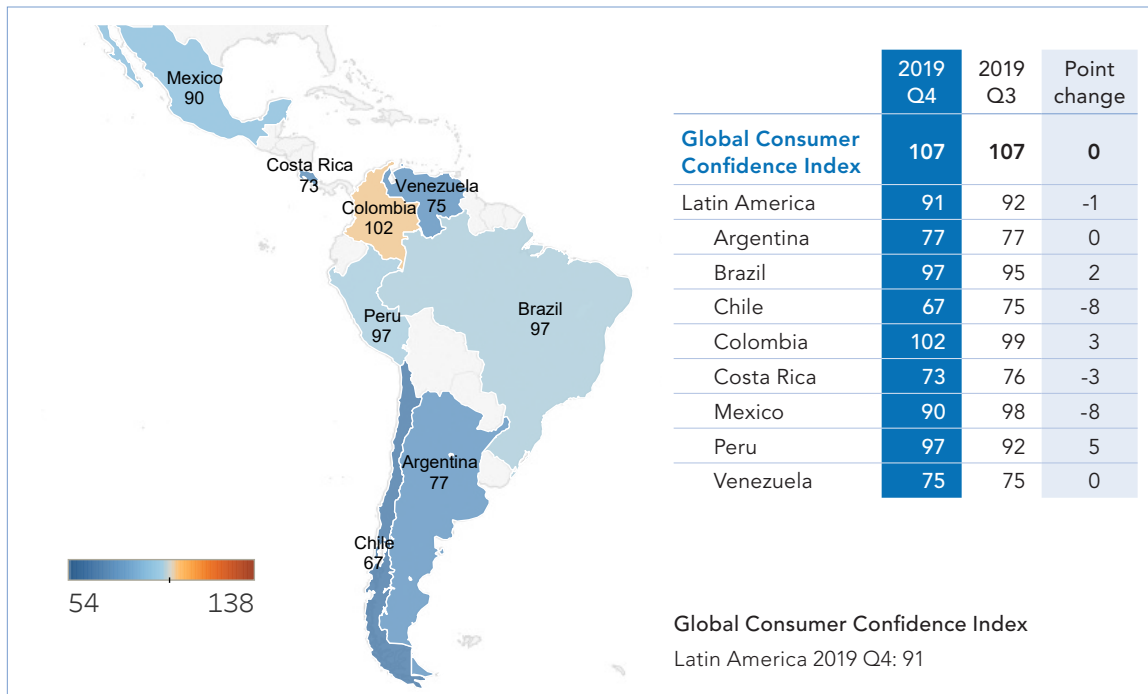 Mexico
90
Costa Rica
73
Venezuela
75
Colombia
102
Peru
97
Brazil
97
Argentina
77
Chile
67
54 138
2019 Q4 2019 Q3 Point change
Global Consumer Confidence Index 107 107 0
Latin America 91 92 -1
Argentina 77 77 0
Brazil 97 95 2
Chile 67 75 -8
Colombia 102 99 3
Costa Rica 73 76 -3
Mexico 90 98 -8
Peru 97 92 5
Venezuela 75 75 0
Global Consumer Confidence Index
Latin America 2019 Q4: 91